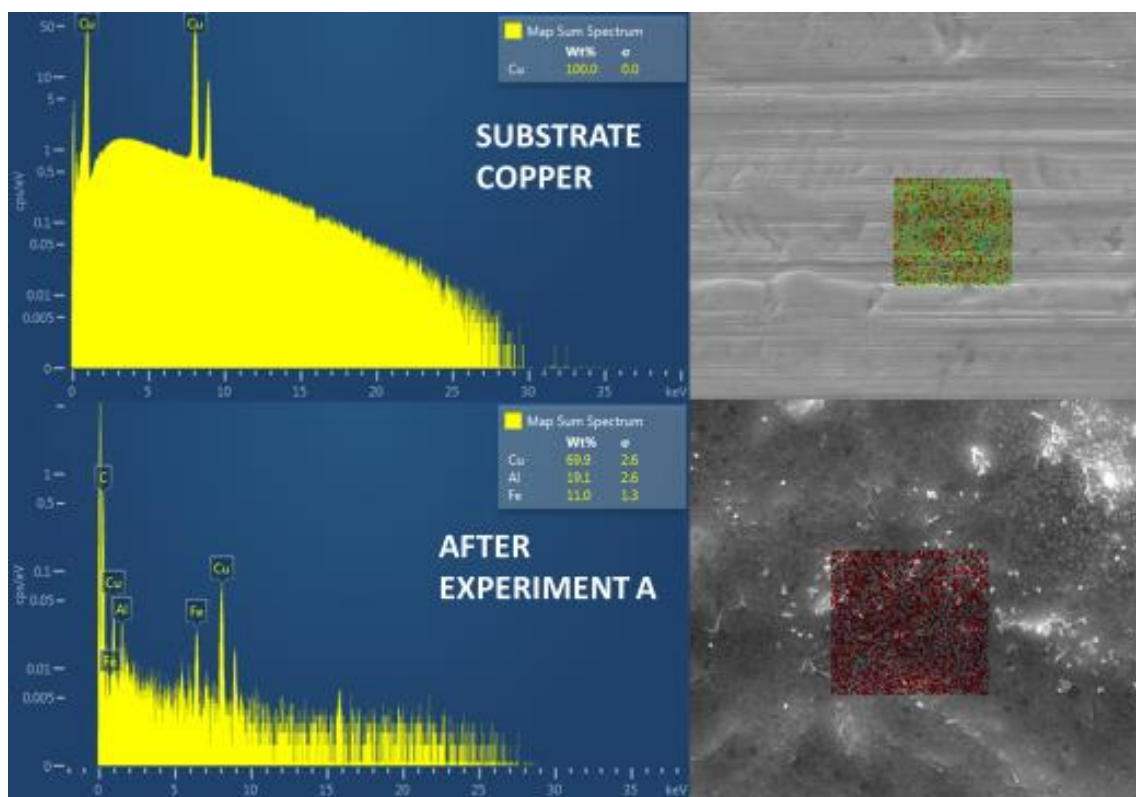 Cu
Cu
50
10
5
1
0.5
0.1
0.05
0.01
0.005
0
cps/eV
Map Sum Spectrum
Wt% σ
Cu 100.0 0.0
SUBSTRATE
COPPER
0 5 10 15 20 25 30 35 keV
C
Cu
Al
Fe
Fe
Cu
1
0.5
0.1
0.05
0.01
0.005
0
cps/eV
Map Sum Spectrum
Wt% σ
Cu 69.9 2.6
Al 19.1 2.6
Fe 11.0 1.3
AFTER
EXPERIMENT A
0 5 10 15 20 25 30 35 keV